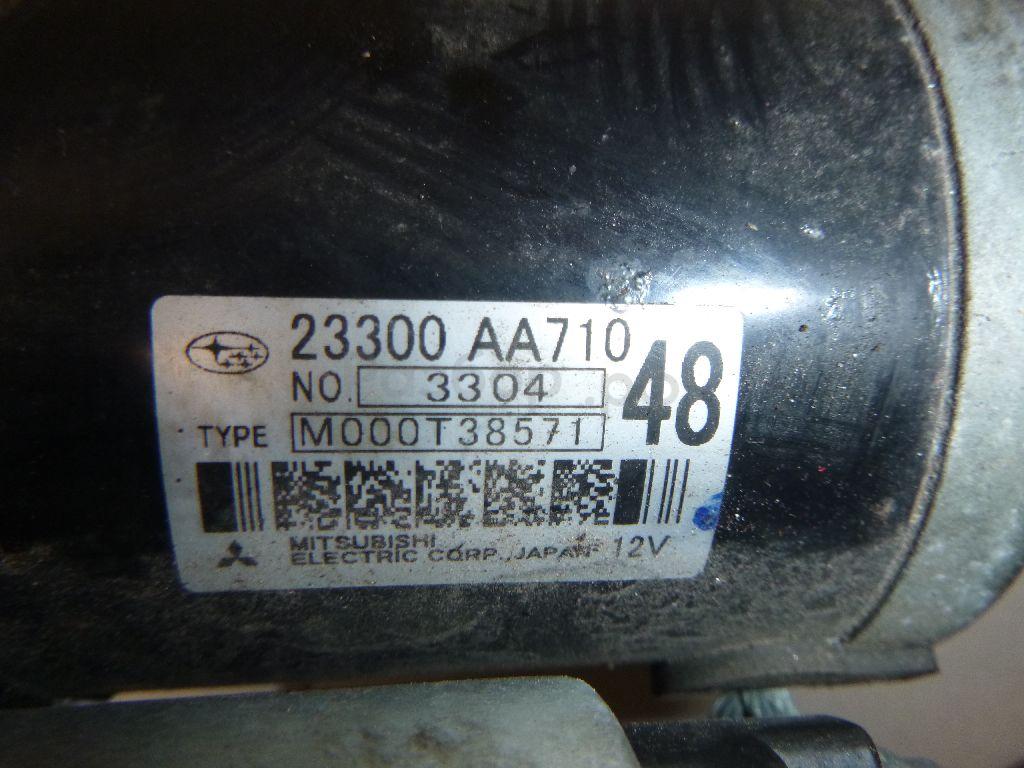 23300 AA710
NO. 3304
48
TYPE M000T38571
MITSUBISHI
ELECTRIC CORP. JAPAN 12V